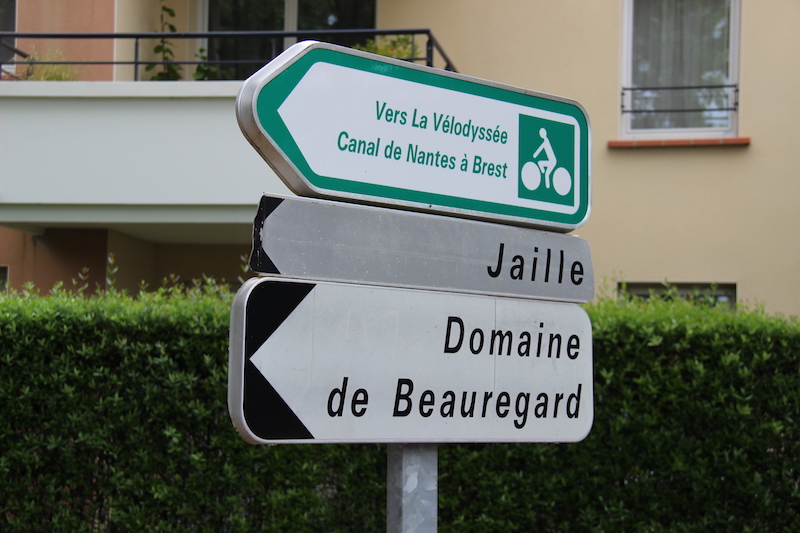 Vers La Vélodyssée
Canal de Nantes à Brest
Jaille
Domaine
de Beauregard